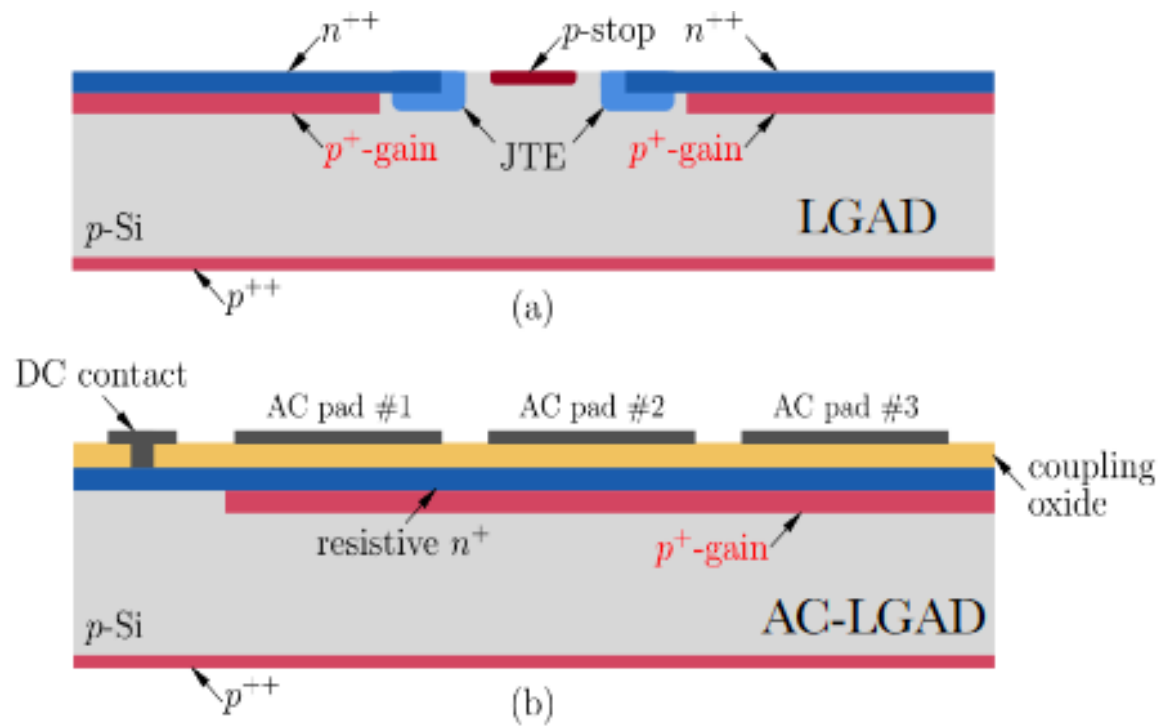 n++ p-stop n++
p+-gain JTE p+-gain
LGAD
p-Si
p++
(a)
DC contact
AC pad #1 AC pad #2 AC pad #3
coupling
oxide
resistive n+ p+-gain
AC-LGAD
p-Si
p++
(b)